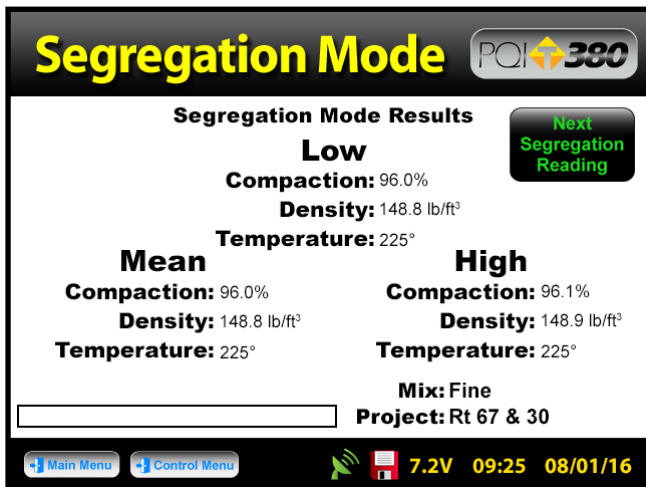 Segregation Mode PQI T 380
Segregation Mode Results
Next
Segregation
Reading
Low
Compaction: 96.0%
Density: 148.8 lb/ft³
Temperature: 225°
Mean
Compaction: 96.0%
Density: 148.8 lb/ft³
Temperature: 225°
High
Compaction: 96.1%
Density: 148.9 lb/ft³
Temperature: 225°
Mix: Fine
Project: Rt 67 & 30
Main Menu Control Menu 7.2V 09:25 08/01/16